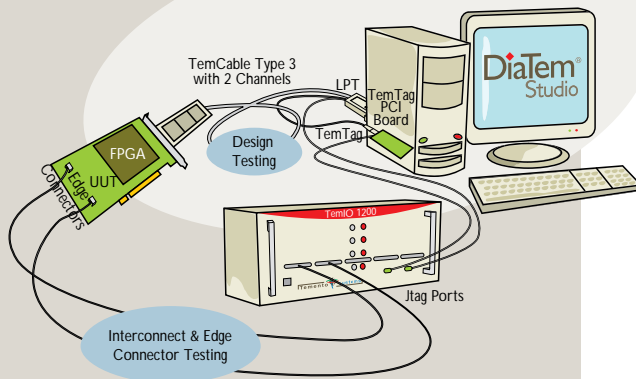 TemCable Type 3
with 2 Channels
LPT
TemTag
PCI
Board
TemTag
DiaTem®
Studio
Design
Testing
FPGA
UUT
Edge
Connectors
TemIO 1200
Temento
Jtag Ports
Interconnect & Edge
Connector Testing